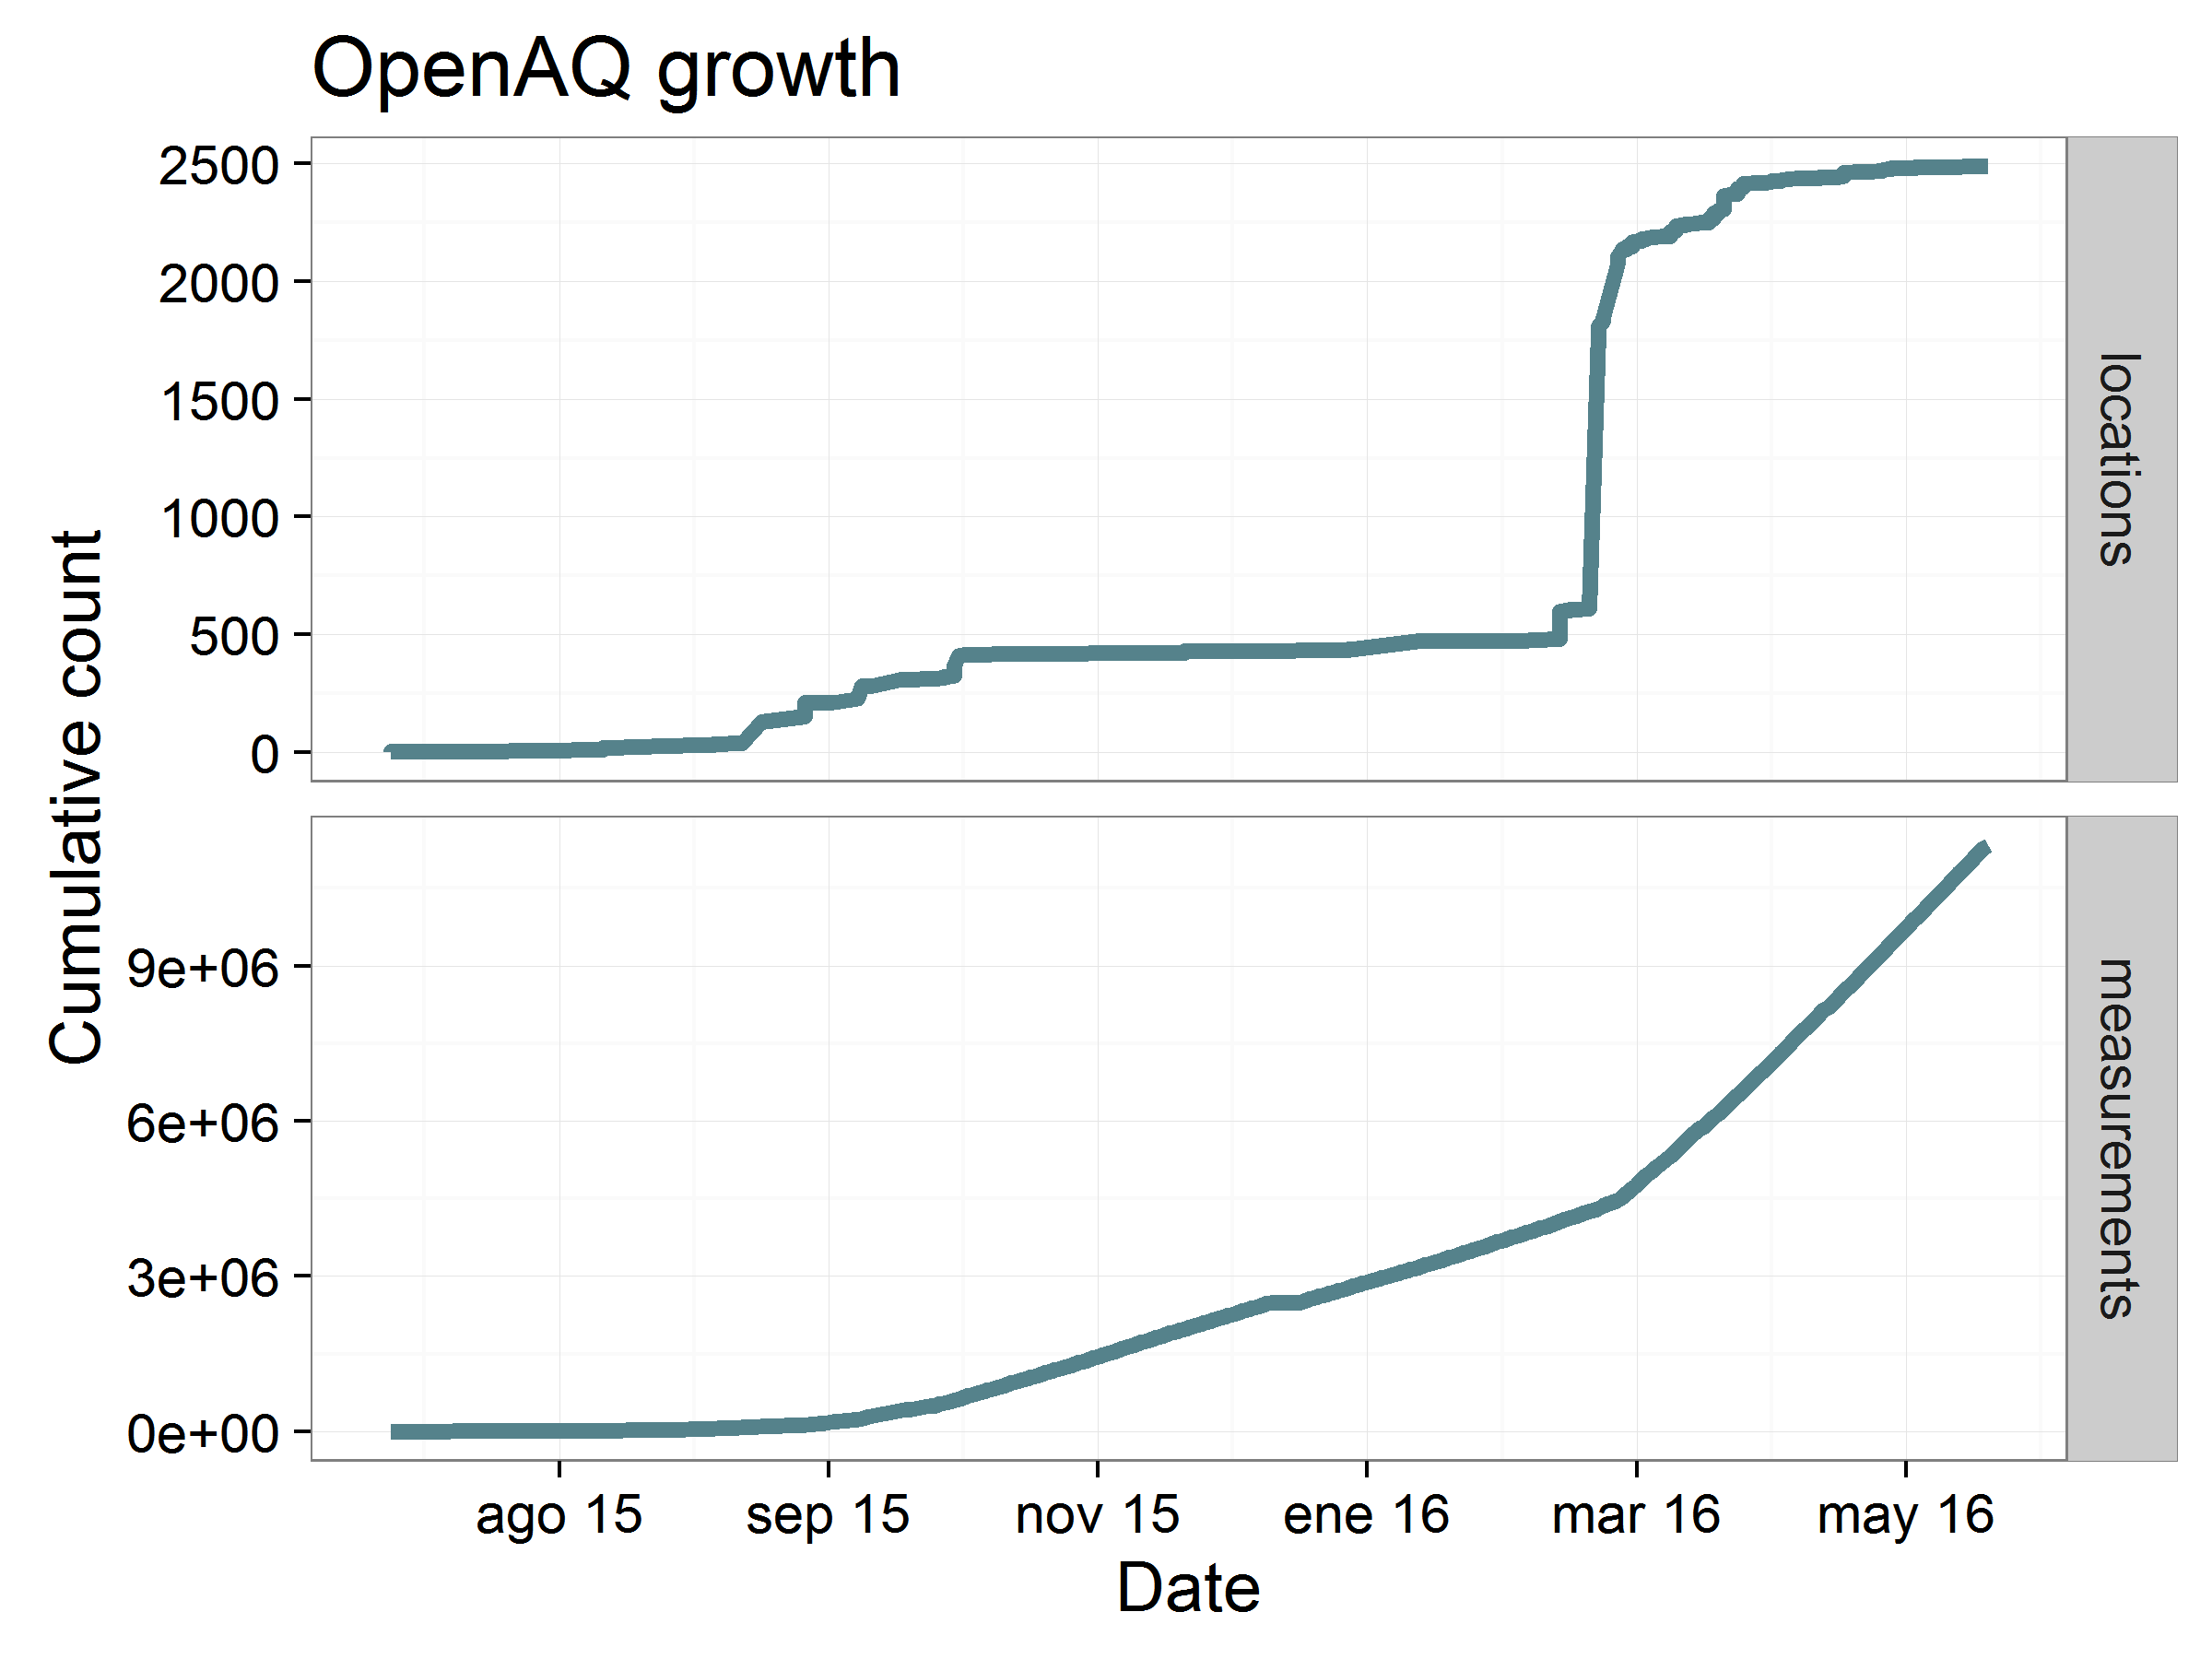 OpenAQ growth
Cumulative count
2500
2000
1500
1000
500
0
locations
9e+06
6e+06
3e+06
0e+00
measurements
ago 15
sep 15
nov 15
ene 16
mar 16
may 16
Date